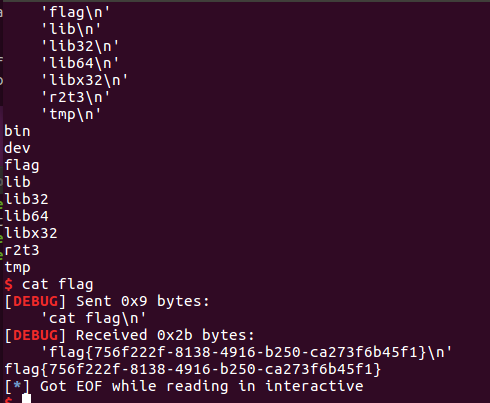 'flag\n'
'lib\n'
'lib32\n'
'lib64\n'
'libx32\n'
'r2t3\n'
'tmp\n'
bin
dev
flag
lib
lib32
lib64
libx32
r2t3
tmp
$ cat flag
[DEBUG] Sent 0x9 bytes:
'cat flag\n'
[DEBUG] Received 0x2b bytes:
'flag{756f222f-8138-4916-b250-ca273f6b45f1}\n'
flag{756f222f-8138-4916-b250-ca273f6b45f1}
[*] Got EOF while reading in interactive
$